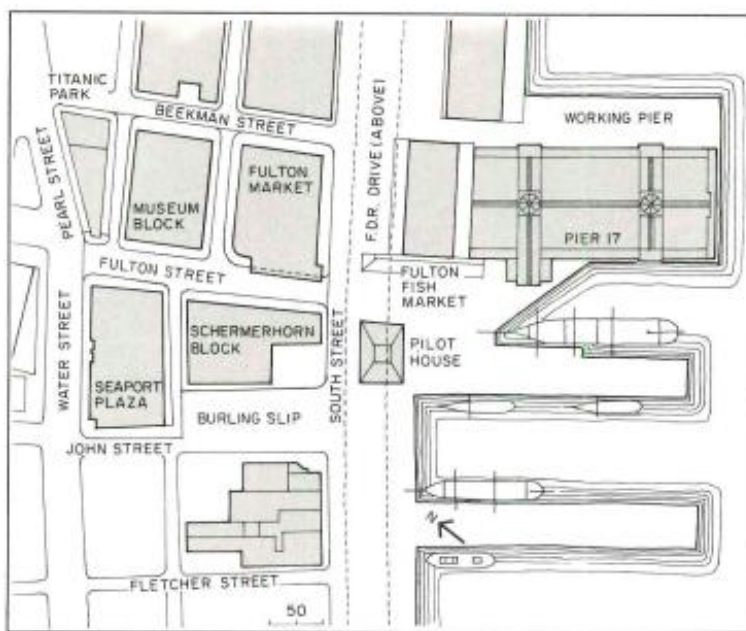 TITANIC
PARK
BEEKMAN STREET
WORKING PIER
PEARL STREET
MUSEUM
BLOCK
FULTON
MARKET
F.D.R. DRIVE (ABOVE)
PIER 17
FULTON STREET
FULTON
FISH
MARKET
WATER STREET
SCHERMERHORN
BLOCK
SOUTH STREET
PILOT
HOUSE
SEAPORT
PLAZA
BURLING SLIP
JOHN STREET
N
FLETCHER STREET
50